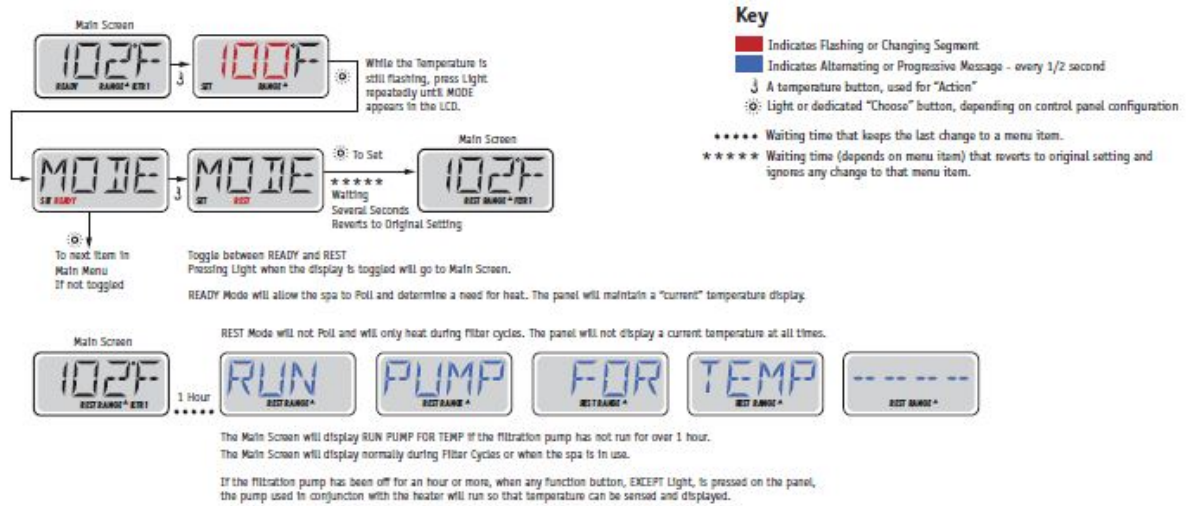 Main Screen
102°F
READY RANGE FLTR 1
100°F
SET RANGE
While the Temperature is
still flashing, press Light
repeatedly until MODE
appears in the LCD.
Key
Indicates Flashing or Changing Segment
Indicates Alternating or Progressive Message - every 1/2 second
A temperature button, used for "Action"
Light or dedicated "Choose" button, depending on control panel configuration
Waiting time that keeps the last change to a menu item.
Waiting time (depends on menu item) that reverts to original setting and
ignores any change to that menu item.
MODE
SET READY
MODE
SET REST
To Set
*****
Waiting
Several Seconds
Reverts to Original Setting
Main Screen
102°F
REST RANGE FLTR 1
To next item in
Main Menu
If not toggled
Toggle between READY and REST
Pressing Light when the display is toggled will go to Main Screen.
READY Mode will allow the spa to Poll and determine a need for heat. The panel will maintain a "current" temperature display.
REST Mode will not Poll and will only heat during filter cycles. The panel will not display a current temperature at all times.
Main Screen
102°F
REST RANGE FLTR 1
1 Hour
RUN
REST RANGE
PUMP
REST RANGE
FOR
REST RANGE
TEMP
REST RANGE
-- -- -- --
REST RANGE
The Main Screen will display RUN PUMP FOR TEMP if the filtration pump has not run for over 1 hour.
The Main Screen will display normally during Filter Cycles or when the spa is in use.
If the filtration pump has been off for an hour or more, when any function button, EXCEPT Light, is pressed on the panel,
the pump used in conjuncton with the heater will run so that temperature can be sensed and displayed.